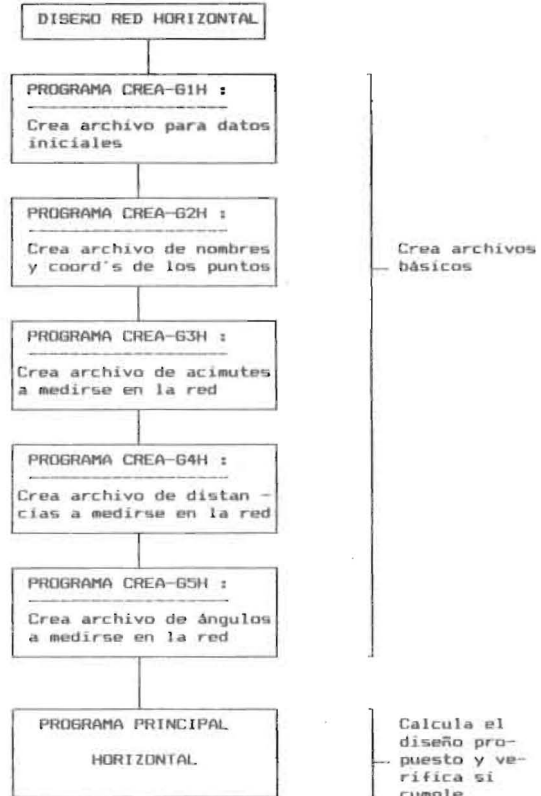 DISEÑO RED HORIZONTAL
PROGRAMA CREA-G1H :
Crea archivo para datos
iniciales
PROGRAMA CREA-G2H :
Crea archivo de nombres
y coord's de los puntos
Crea archivos
básicos
PROGRAMA CREA-G3H :
Crea archivo de acimutes
a medirse en la red
PROGRAMA CREA-G4H :
Crea archivo de distan -
cías a medirse en la red
PROGRAMA CREA-G5H :
Crea archivo de ángulos
a medirse en la red
PROGRAMA PRINCIPAL
HORIZONTAL
Calcula el
diseño pro-
puesto y ve-
rifica si
cumple